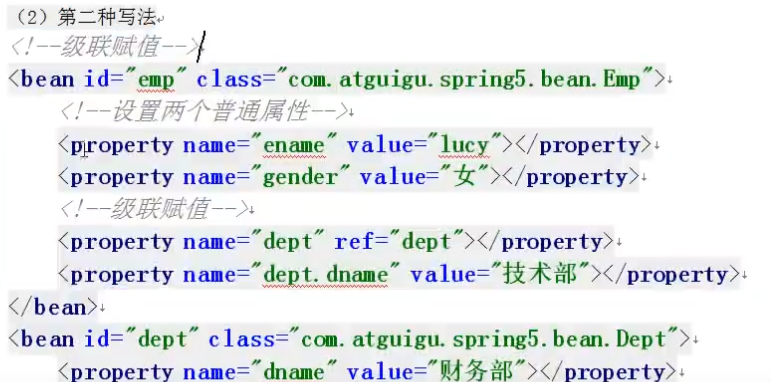 （2）第二种写法
<!--级联赋值-->
<bean id="emp" class="com.atguigu.spring5.bean.Emp">
<!--设置两个普通属性-->
<property name="ename" value="lucy"></property>
<property name="gender" value="女"></property>
<!--级联赋值-->
<property name="dept" ref="dept"></property>
<property name="dept.dname" value="技术部"></property>
</bean>
<bean id="dept" class="com.atguigu.spring5.bean.Dept">
<property name="dname" value="财务部"></property>